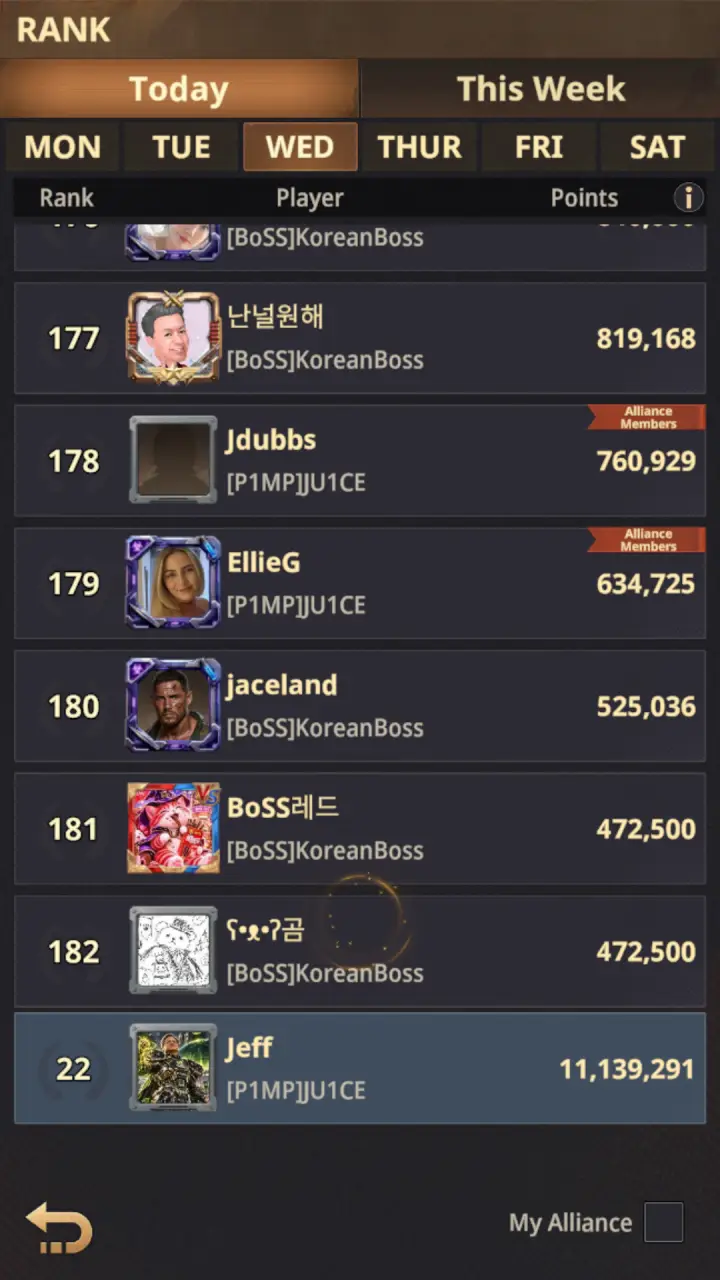 RANK
Today
This Week
MON
TUE
WED
THUR
FRI
SAT
Rank
Player
Points
[BoSS]KoreanBoss
177
난널원해
[BoSS]KoreanBoss
819,168
Alliance
Members
178
Jdubbs
[P1MP]JU1CE
760,929
Alliance
Members
179
EllieG
[P1MP]JU1CE
634,725
180
jaceland
[BoSS]KoreanBoss
525,036
181
BoSS레드
[BoSS]KoreanBoss
472,500
182
ʕ•ᴥ•ʔ곰
[BoSS]KoreanBoss
472,500
22
Jeff
[P1MP]JU1CE
11,139,291
My Alliance